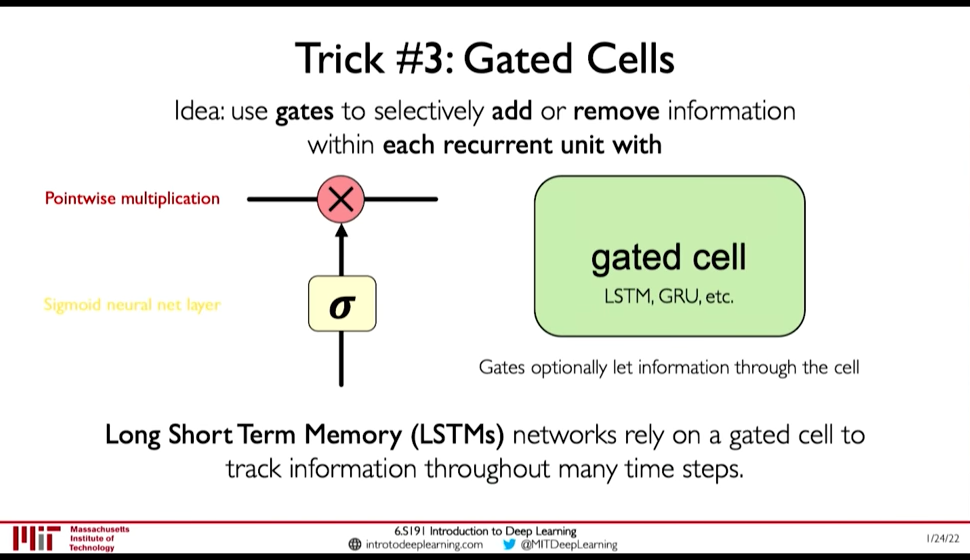 Trick #3: Gated Cells
Idea: use gates to selectively add or remove information
within each recurrent unit with
Pointwise multiplication
Sigmoid neural net layer
σ
gated cell
LSTM, GRU, etc.
Gates optionally let information through the cell
Long Short Term Memory (LSTMs) networks rely on a gated cell to
track information throughout many time steps.
Massachusetts
Institute of
Technology
6.S191 Introduction to Deep Learning
introtodeeplearning.com @MITDeepLearning
1/24/22